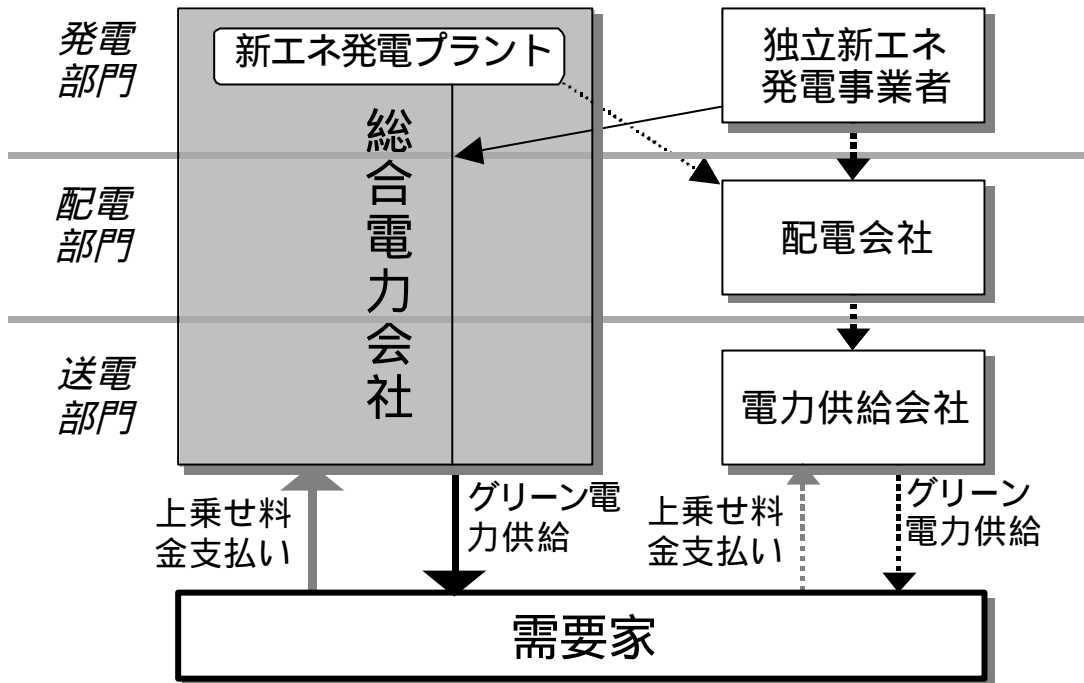 発電
部門
新エネ発電プラント
独立新エネ
発電事業者
総合電力会社
配電
部門
配電会社
送電
部門
電力供給会社
上乗せ料
金支払い
グリーン電
力供給
上乗せ料
金支払い
グリーン
電力供給
需要家